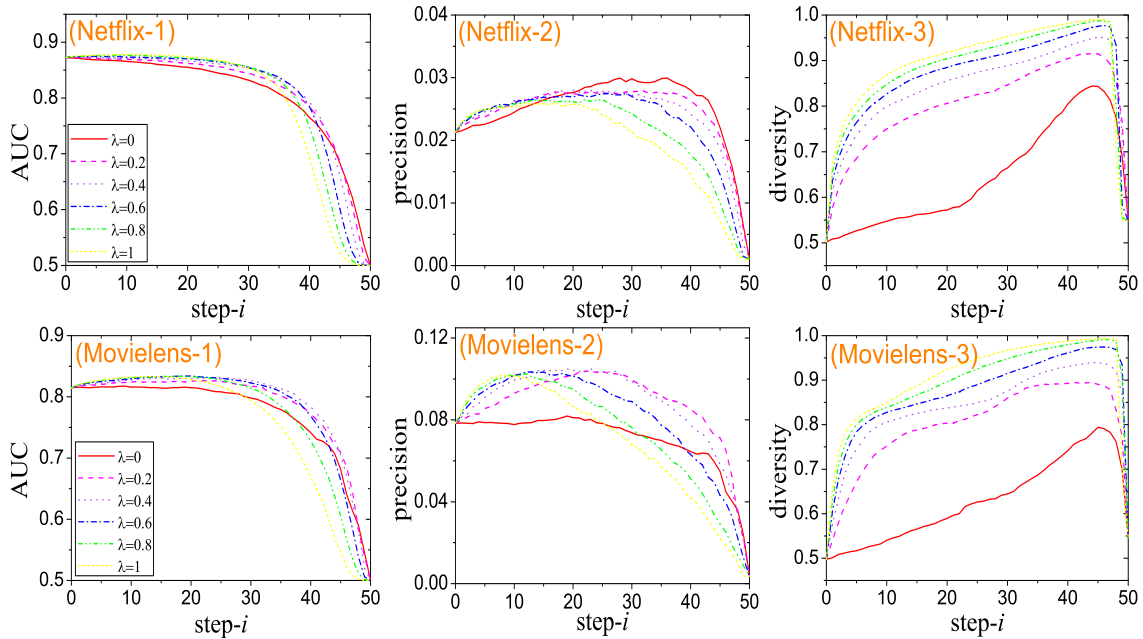 (Netflix-1)
0.9
0.8
0.7
0.6
0.5
AUC
λ=0
λ=0.2
λ=0.4
λ=0.6
λ=0.8
λ=1
0 10 20 30 40 50
step-i
(Netflix-2)
0.04
0.03
0.02
0.01
0.00
precision
0 10 20 30 40 50
step-i
(Netflix-3)
1.0
0.9
0.8
0.7
0.6
0.5
diversity
0 10 20 30 40 50
step-i
(Movielens-1)
0.9
0.8
0.7
0.6
0.5
AUC
λ=0
λ=0.2
λ=0.4
λ=0.6
λ=0.8
λ=1
0 10 20 30 40 50
step-i
(Movielens-2)
0.12
0.08
0.04
0.00
precision
0 10 20 30 40 50
step-i
(Movielens-3)
1.0
0.9
0.8
0.7
0.6
0.5
diversity
0 10 20 30 40 50
step-i